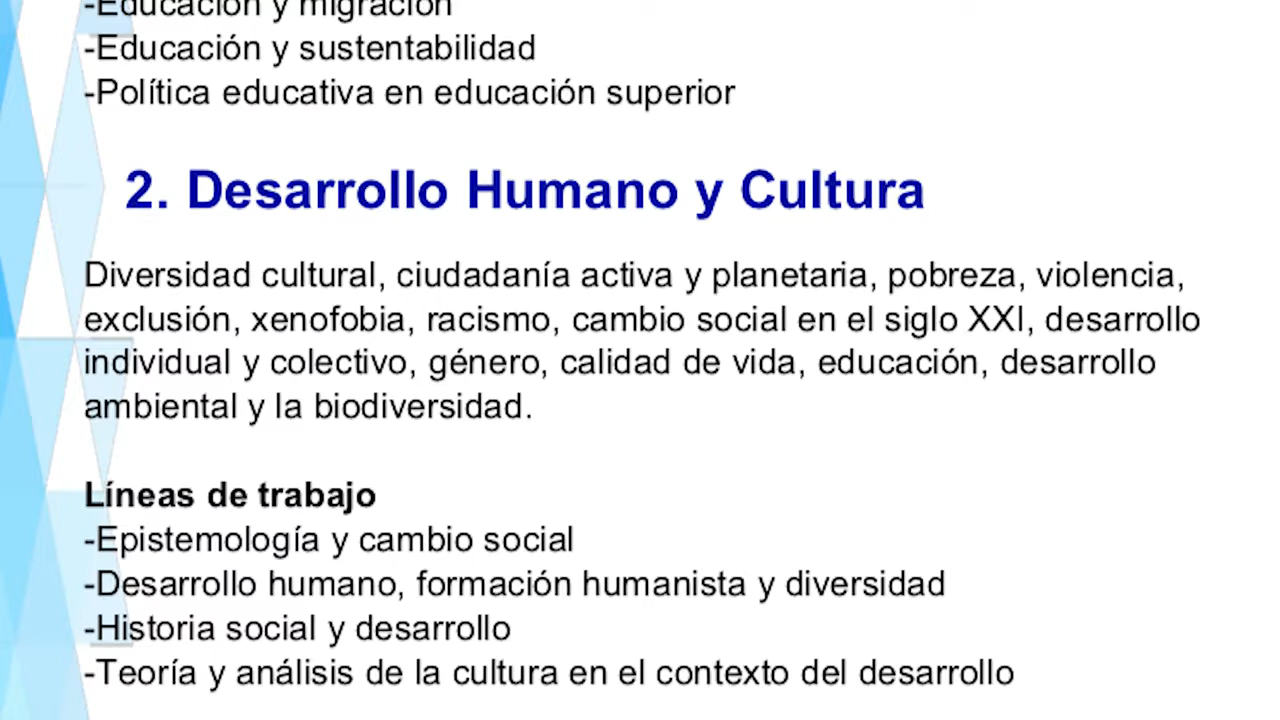 -Educación y migración
-Educación y sustentabilidad
-Política educativa en educación superior
2. Desarrollo Humano y Cultura
Diversidad cultural, ciudadanía activa y planetaria, pobreza, violencia,
exclusión, xenofobia, racismo, cambio social en el siglo XXI, desarrollo
individual y colectivo, género, calidad de vida, educación, desarrollo
ambiental y la biodiversidad.
Líneas de trabajo
-Epistemología y cambio social
-Desarrollo humano, formación humanista y diversidad
-Historia social y desarrollo
-Teoría y análisis de la cultura en el contexto del desarrollo